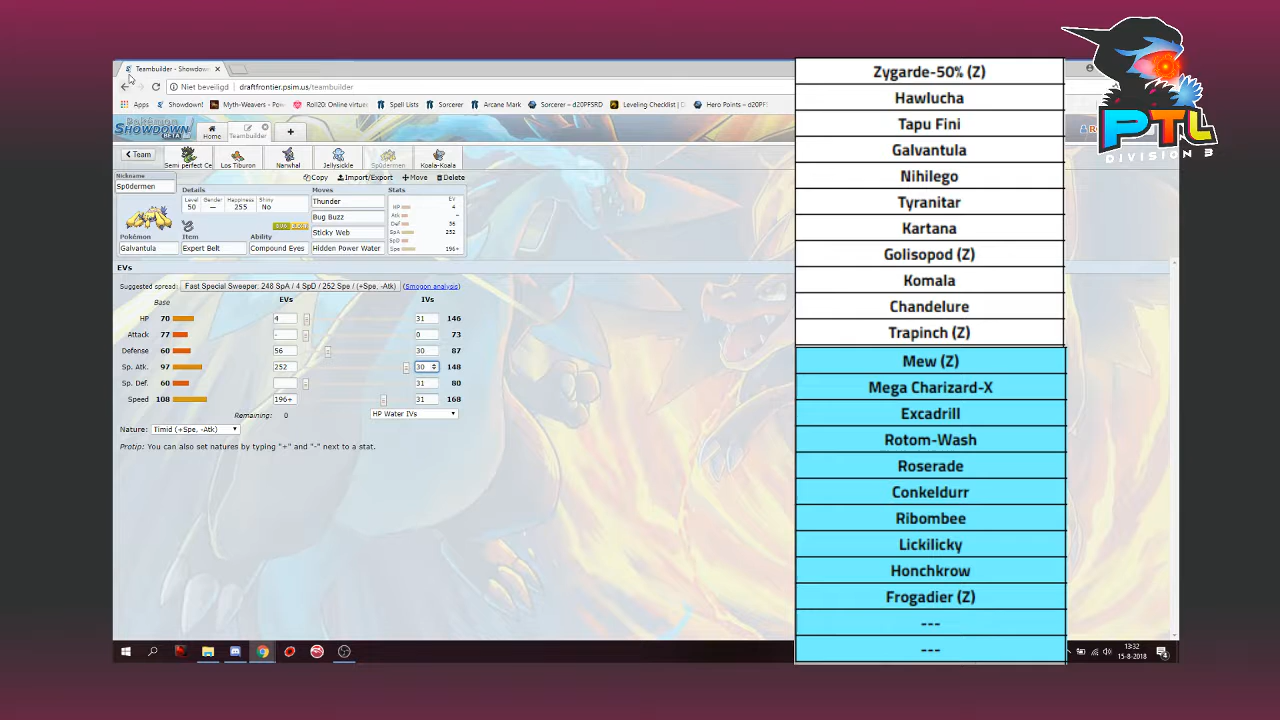 Teambuilder - Showdow
Niet beveiligd draftfrontier.psim.us/teambuilder
Apps Showdown! Myth-Weavers - Po Roll20: Online virtue Spell Lists Sorcerer Arcane Mark Sorcerer – d20PFSRD Leveling Checklist | D Hero Points – d20PF
POKÉMON SHOWDOWN! BETA Home Teambuilder
Team Semi perfect Ce Los Tiburon Narwhal Jellysickle Sp0dermen Koala-Koala
Copy Import/Export Move Delete
Nickname Details Moves Stats
Sp0dermen Level Gender Happiness Shiny Thunder EV
50 — 255 No Bug Buzz HP 4
Atk –
Sticky Web Def 56
SpA 252
Pokémon Item Ability SpD
Galvantula Expert Belt Compound Eyes Hidden Power Water Spe 196+
EVs
Suggested spread: Fast Special Sweeper: 248 SpA / 4 SpD / 252 Spe / (+Spe, -Atk) (Smogon analysis)
Base EVs IVs
HP 70 4 31 146
Attack 77 - 0 73
Defense 60 56 30 87
Sp. Atk. 97 252 30 148
Sp. Def. 60 31 80
Speed 108 196+ 31 168
Remaining: 0 HP Water IVs
Nature: Timid (+Spe, -Atk)
Protip: You can also set natures by typing "+" and "-" next to a stat.
Zygarde-50% (Z)
Hawlucha
Tapu Fini
Galvantula
Nihilego
Tyranitar
Kartana
Golisopod (Z)
Komala
Chandelure
Trapinch (Z)
Mew (Z)
Mega Charizard-X
Excadrill
Rotom-Wash
Roserade
Conkeldurr
Ribombee
Lickilicky
Honchkrow
Frogadier (Z)
---
---
PTL
DIVISION 3
13:32
15-8-2018